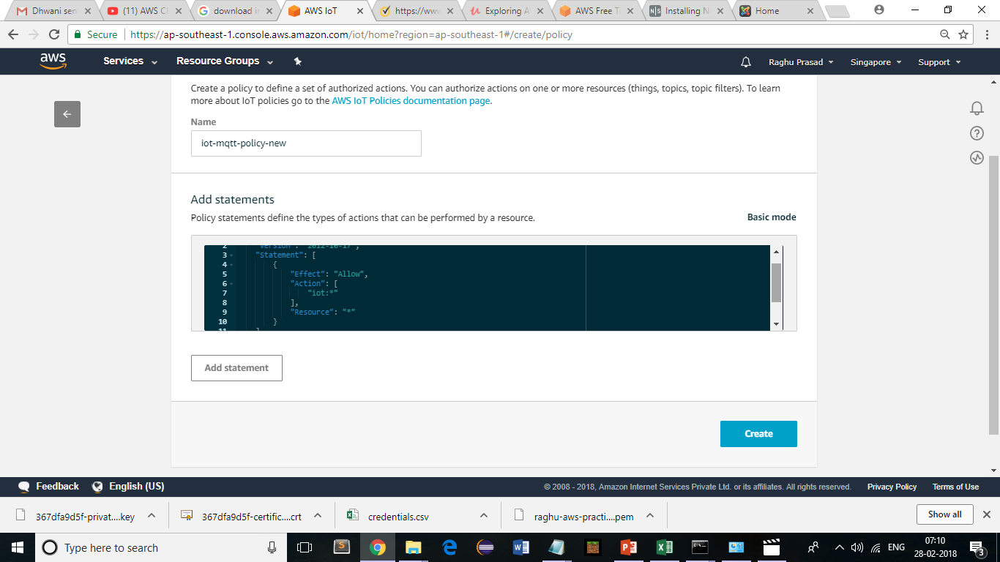 Dhwani sen
(11) AWS C
download in
AWS IoT
https://www
Exploring A
AWS Free T
Installing N
Home
Secure
https://ap-southeast-1.console.aws.amazon.com/iot/home?region=ap-southeast-1#/create/policy
aws
Services
Resource Groups
Raghu Prasad
Singapore
Support
Create a policy to define a set of authorized actions. You can authorize actions on one or more resources (things, topics, topic filters). To learn
more about IoT policies go to the AWS IoT Policies documentation page.
Name
iot-mqtt-policy-new
Add statements
Policy statements define the types of actions that can be performed by a resource.
Basic mode
2 "Version": "2012-10-17",
3 "Statement": [
4 {
5 "Effect": "Allow",
6 "Action": [
7 "iot:*"
8 ],
9 "Resource": "*"
10 }
11 ]
Add statement
Create
Feedback
English (US)
© 2008 - 2018, Amazon Internet Services Private Ltd. or its affiliates. All rights reserved.
Privacy Policy
Terms of Use
367dfa9d5f-privat....key
367dfa9d5f-certific....crt
credentials.csv
raghu-aws-practi....pem
Show all
Type here to search
ENG
07:10
28-02-2018
3